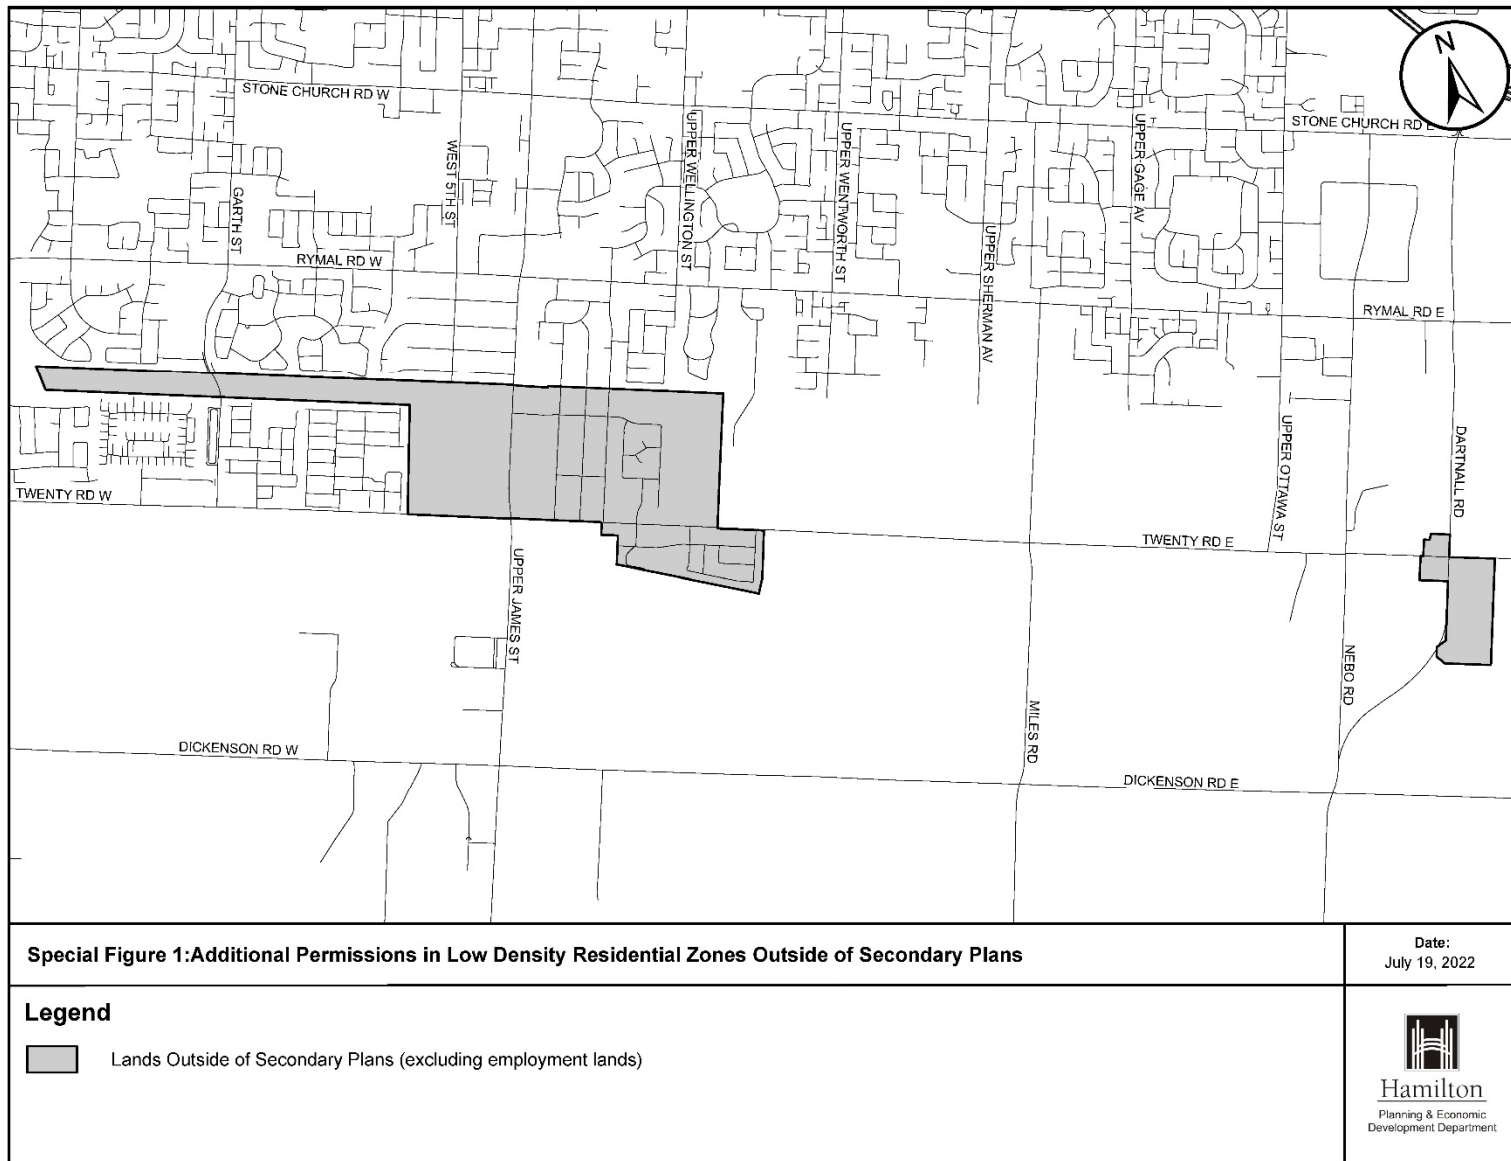 N
STONE CHURCH RD W
STONE CHURCH RD E
UPPER WELLINGTON ST
UPPER WENTWORTH ST
UPPER GAGE AV
WEST 5TH ST
GARTH ST
UPPER SHERMAN AV
RYMAL RD W
RYMAL RD E
UPPER OTTAWA ST
DARTNALL RD
TWENTY RD W
TWENTY RD E
UPPER JAMES ST
NEBO RD
MILES RD
DICKENSON RD W
DICKENSON RD E
Special Figure 1:Additional Permissions in Low Density Residential Zones Outside of Secondary Plans
Date:
July 19, 2022
Legend
Lands Outside of Secondary Plans (excluding employment lands)
Hamilton
Planning & Economic
Development Department